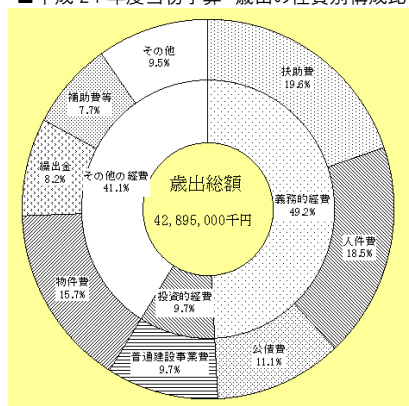 ■平成24年度当初予算 歳出の性質別構成比
その他
9.5%
扶助費
19.6%
補助費等
7.7%
繰出金
8.2%
その他の経費
41.1%
歳出総額
42,895,000千円
義務的経費
49.2%
人件費
18.5%
物件費
15.7%
投資的経費
9.7%
普通建設事業費
9.7%
公債費
11.1%